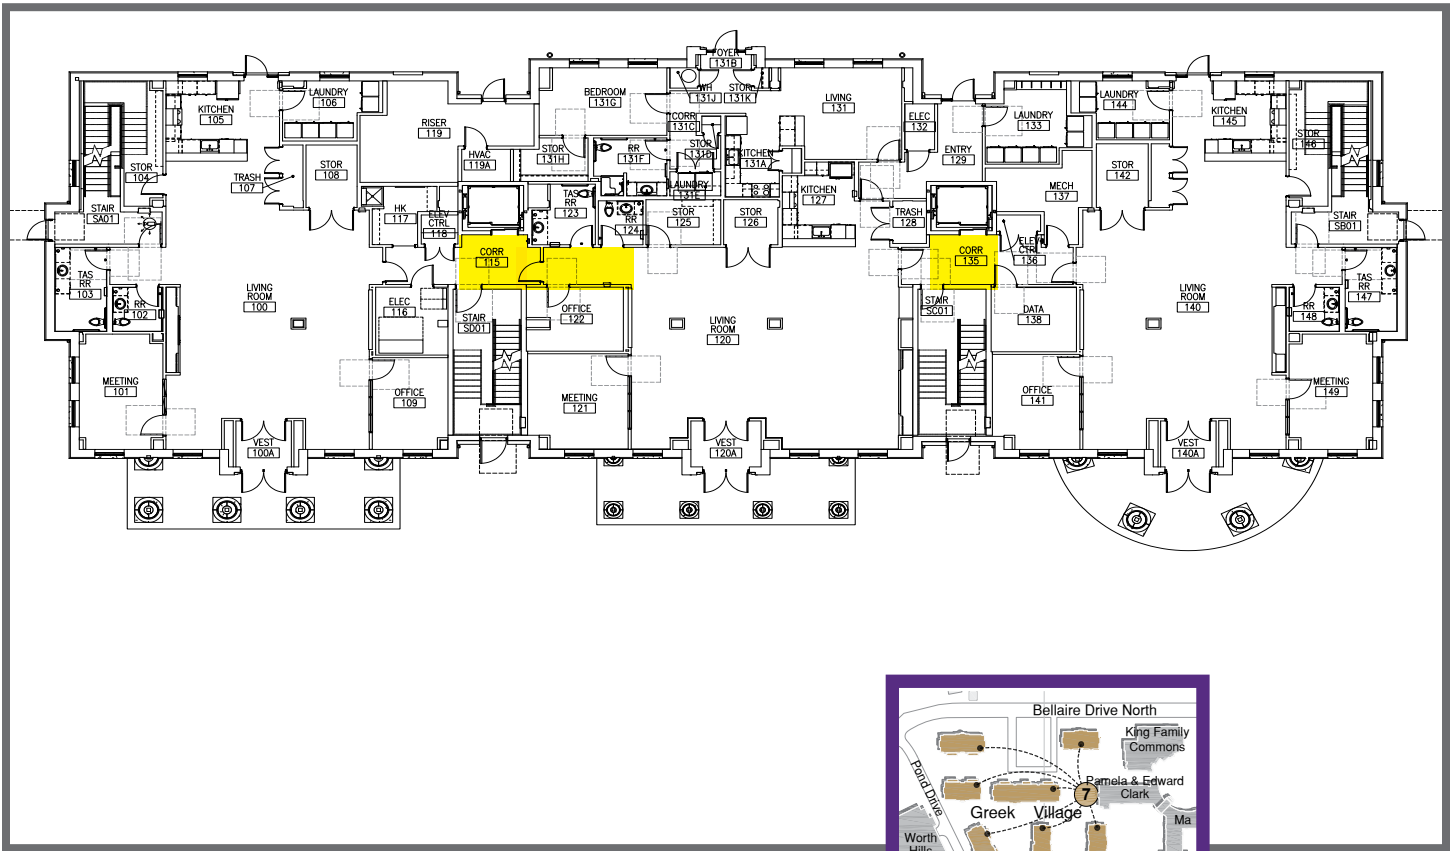 FOYER
131B
LAUNDRY
106
KITCHEN
105
BEDROOM
131G
WH
131J
STOR
131K
LIVING
131
LAUNDRY
144
KITCHEN
145
RISER
119
CORR
131C
ELEC
132
LAUNDRY
133
STOR
104
STOR
108
TRASH
107
HVAC
119A
STOR
131H
RR
131F
STOR
131D
KITCHEN
131A
ENTRY
129
STOR
142
STOR
146
LAUNDRY
131E
KITCHEN
127
MECH
137
STAIR
SA01
HK
117
ELEV
CTRL
118
TAS
RR
123
RR
124
STOR
125
STOR
126
TRASH
128
STAIR
SB01
CORR
115
CORR
135
ELEV
CTRL
136
TAS
RR
103
RR
102
LIVING
ROOM
100
ELEC
116
STAIR
SD01
OFFICE
122
LIVING
ROOM
120
STAIR
SC01
DATA
138
LIVING
ROOM
140
RR
148
TAS
RR
147
MEETING
101
OFFICE
109
MEETING
121
OFFICE
141
MEETING
149
VEST
100A
VEST
120A
VEST
140A
Bellaire Drive North
King Family
Commons
Pond Drive
Pamela & Edward
Clark
7
Greek Village
Ma
Worth
Hills